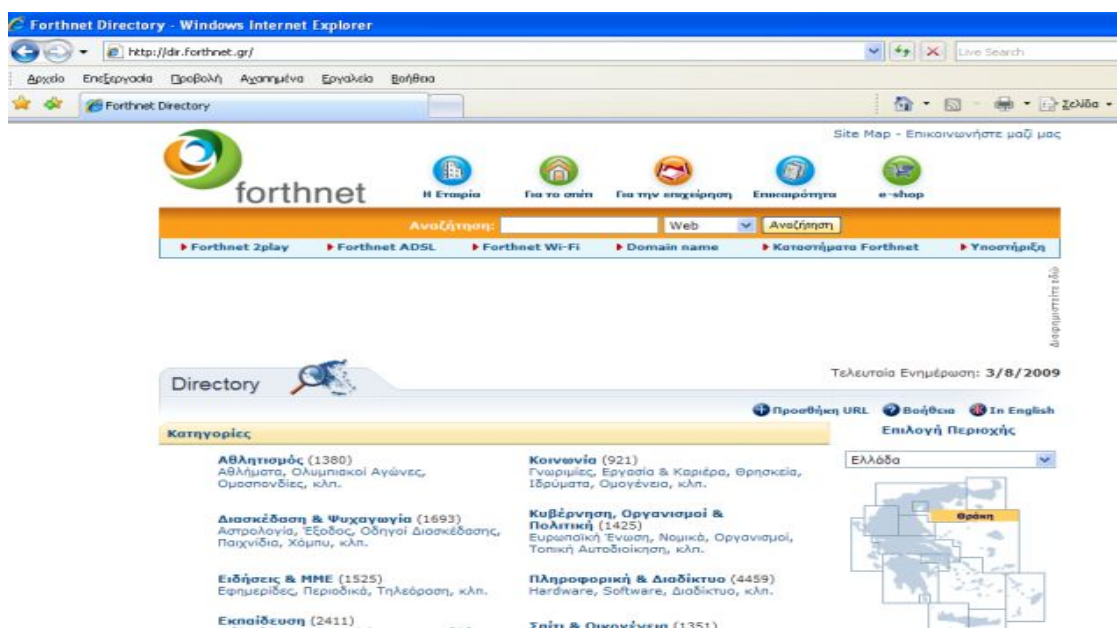 Forthnet Directory - Windows Internet Explorer
http://dir.forthnet.gr/
Live Search
Αρχείο Επεξεργασία Προβολή Αγαπημένα Εργαλεία Βοήθεια
Forthnet Directory
Σελίδα
Site Map - Επικοινωνήστε μαζί μας
forthnet
Η Εταιρία Για το σπίτι Για την επιχείρηση Επικαιρότητα e-shop
Αναζήτηση: Web Αναζήτηση
Forthnet 2play Forthnet ADSL Forthnet Wi-Fi Domain name Καταστήματα Forthnet Υποστήριξη
Διαφημιστείτε εδώ
Directory
Τελευταία Ενημέρωση: 3/8/2009
Προσθήκη URL Βοήθεια In English
Κατηγορίες
Επιλογή Περιοχής
Αθλητισμός (1380)
Αθλήματα, Ολυμπιακοί Αγώνες,
Ομοσπονδίες, κλπ.
Κοινωνία (921)
Γνωριμίες, Εργασία & Καριέρα, Θρησκεία,
Ιδρύματα, Ομογένεια, κλπ.
Ελλάδα
Θράκη
Διασκέδαση & Ψυχαγωγία (1693)
Αστρολογία, Έξοδος, Οδηγοί Διασκέδασης,
Παιχνίδια, Χόμπυ, κλπ.
Κυβέρνηση, Οργανισμοί &
Πολιτική (1425)
Ευρωπαϊκή Ένωση, Νομικά, Οργανισμοί,
Τοπική Αυτοδιοίκηση, κλπ.
Ειδήσεις & ΜΜΕ (1525)
Εφημερίδες, Περιοδικά, Τηλεόραση, κλπ.
Πληροφορική & Διαδίκτυο (4459)
Hardware, Software, Διαδίκτυο, κλπ.
Εκπαίδευση (2411)
Σπίτι & Οικογένεια (1351)